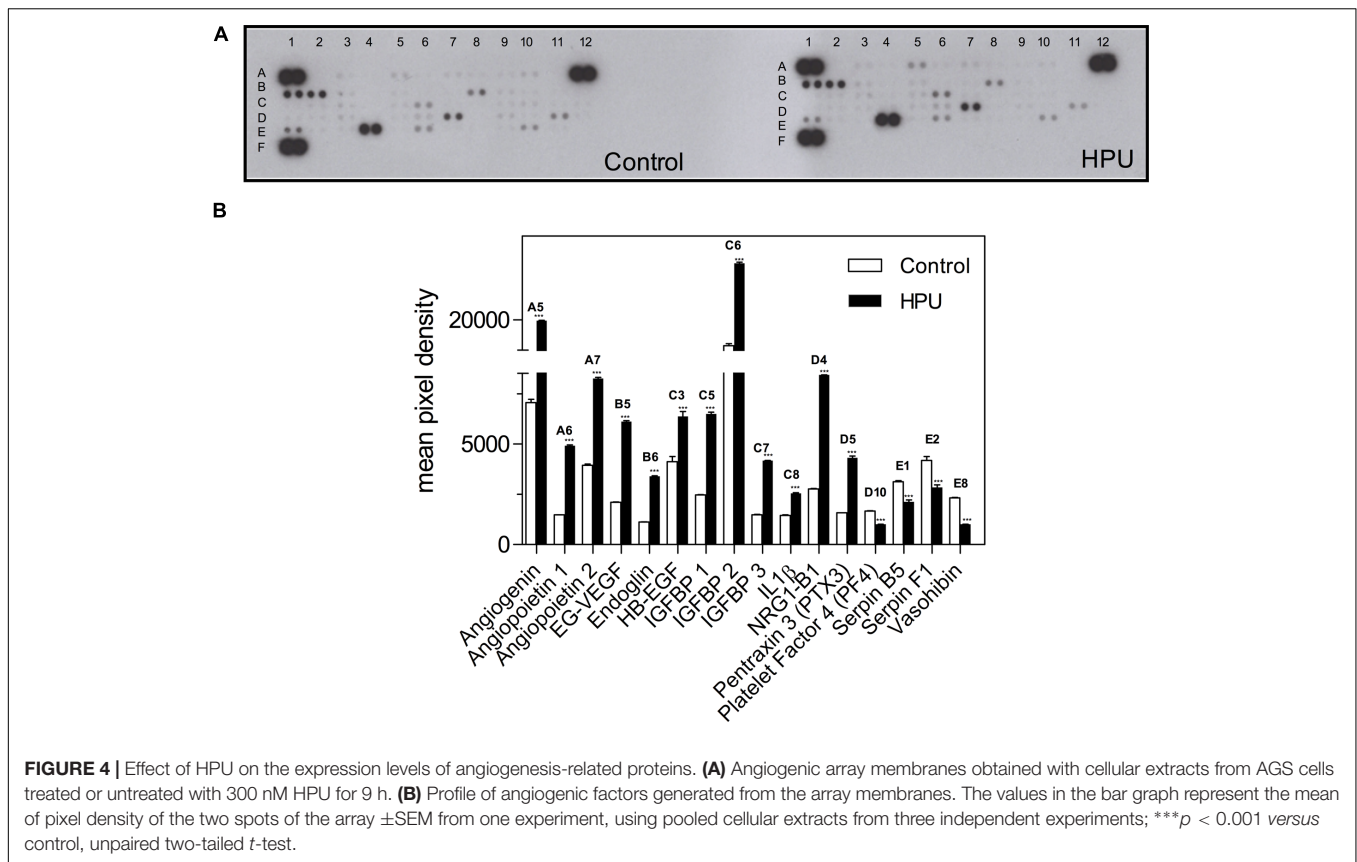 A
1 2 3 4 5 6 7 8 9 10 11 12
A
B
C
D
E
F
Control
1 2 3 4 5 6 7 8 9 10 11 12
A
B
C
D
E
F
HPU
B
mean pixel density
20000
5000
0
Control
HPU
A5
***
A6
***
A7
***
B5
***
B6
***
C3
***
C5
***
C6
***
C7
***
C8
***
D4
***
D5
***
D10
***
E1
***
E2
***
E8
***
Angiogenin
Angiopoietin 1
Angiopoietin 2
EG-VEGF
Endoglin
HB-EGF
IGFBP 1
IGFBP 2
IGFBP 3
IL1β
NRG1-B1
Pentraxin 3 (PTX3)
Platelet Factor 4 (PF4)
Serpin B5
Serpin F1
Vasohibin
FIGURE 4 | Effect of HPU on the expression levels of angiogenesis-related proteins. (A) Angiogenic array membranes obtained with cellular extracts from AGS cells
treated or untreated with 300 nM HPU for 9 h. (B) Profile of angiogenic factors generated from the array membranes. The values in the bar graph represent the mean
of pixel density of the two spots of the array ±SEM from one experiment, using pooled cellular extracts from three independent experiments; ***p < 0.001 versus
control, unpaired two-tailed t-test.